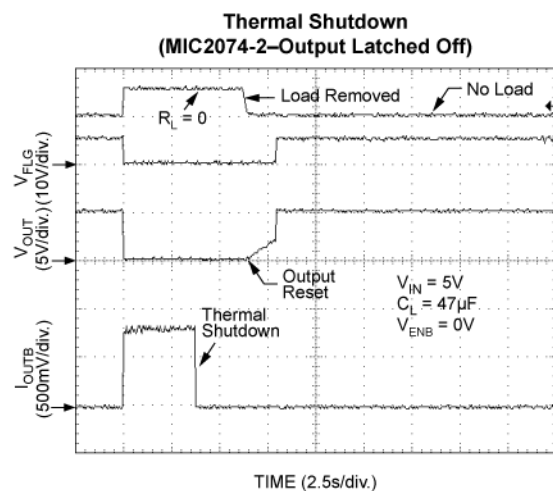 Thermal Shutdown
(MIC2074-2–Output Latched Off)
Load Removed
No Load
R_L = 0
V_FLG
(10V/div.)
V_OUT
(5V/div.)
Output
Reset
V_IN = 5V
C_L = 47µF
V_ENB = 0V
Thermal
Shutdown
I_OUTB
(500mV/div.)
TIME (2.5s/div.)